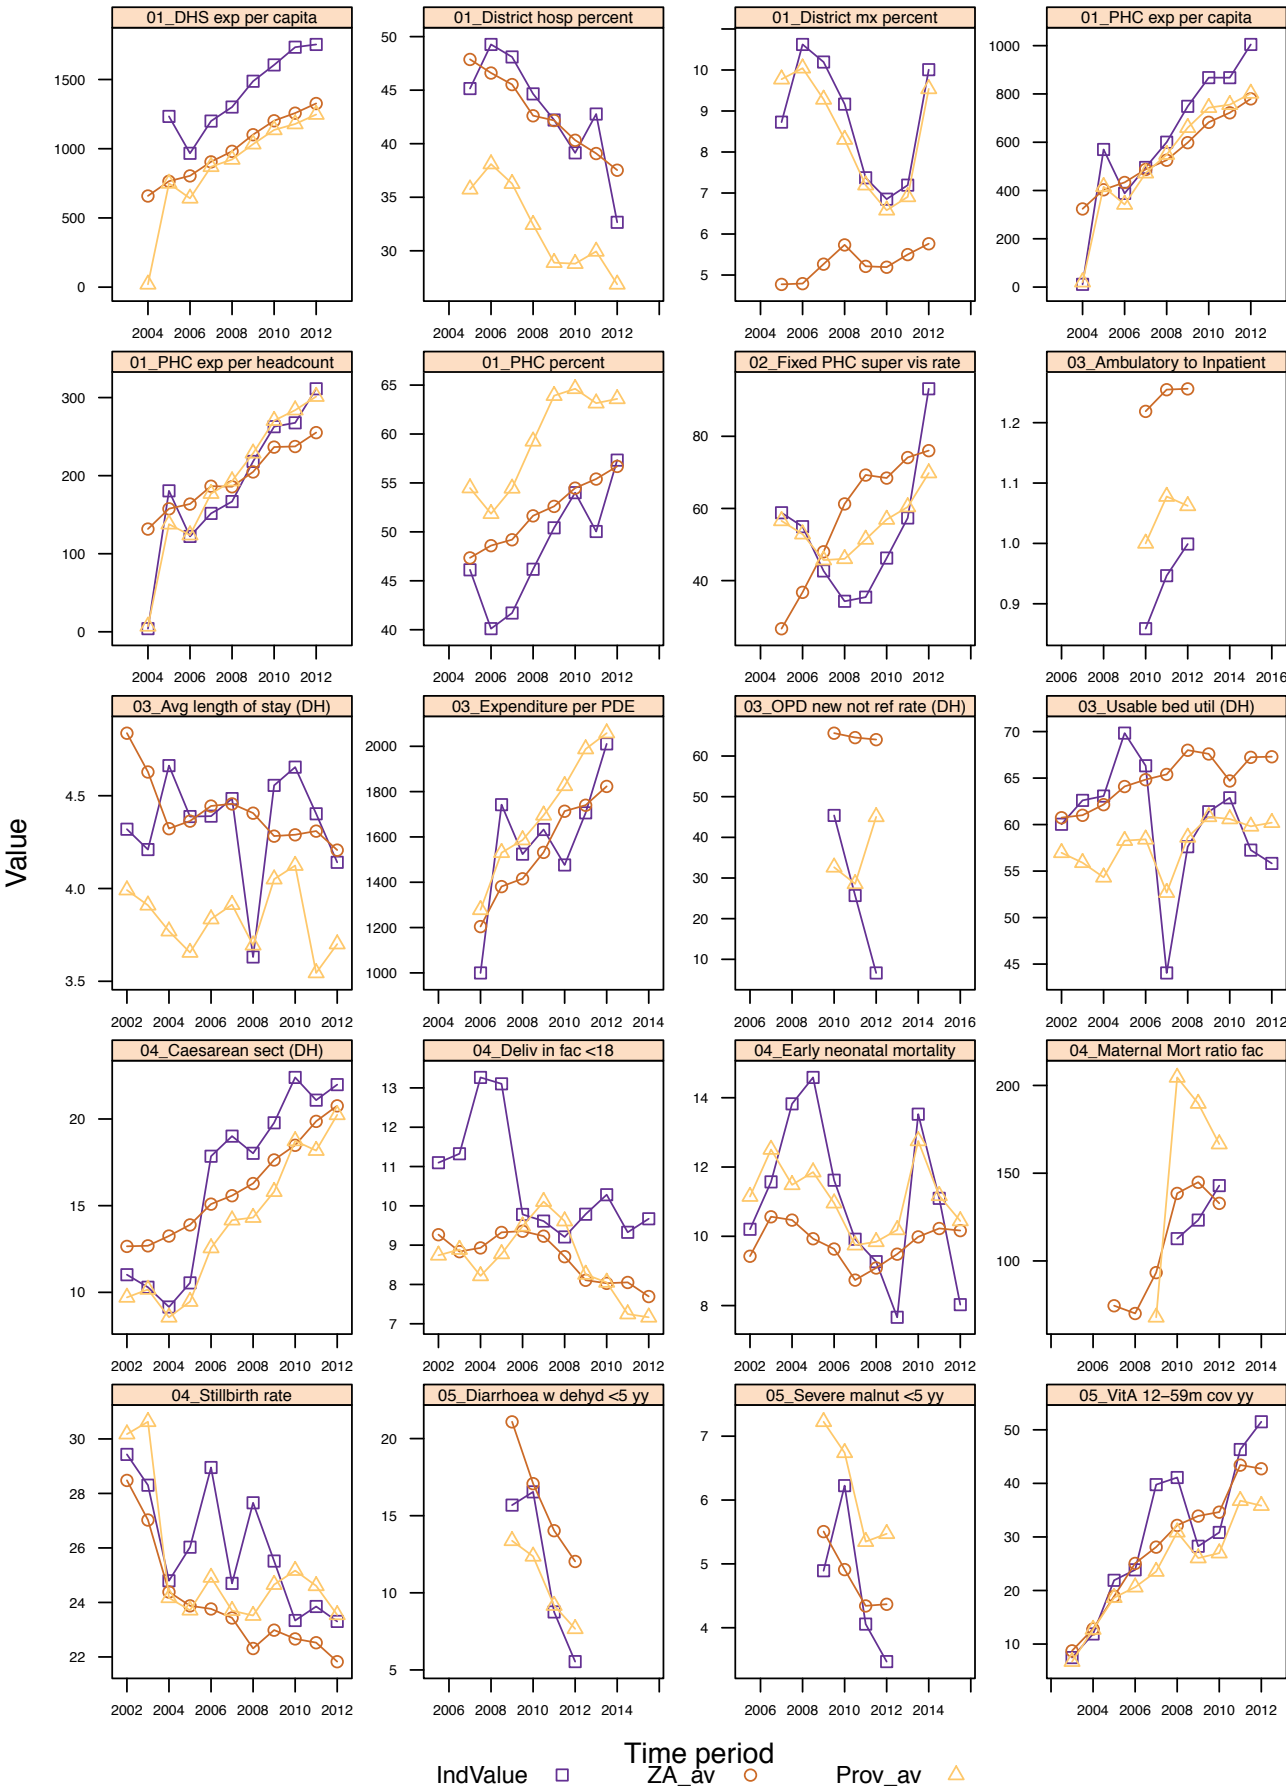 01_DHS exp per capita
01_District hosp percent
01_District mx percent
01_PHC exp per capita
1500
1000
500
0
2004 2006 2008 2010 2012
50
45
40
35
30
2004 2006 2008 2010 2012
10
9
8
7
6
5
2004 2006 2008 2010 2012
1000
800
600
400
200
0
2004 2006 2008 2010 2012
01_PHC exp per headcount
01_PHC percent
02_Fixed PHC super vis rate
03_Ambulatory to Inpatient
300
200
100
0
2004 2006 2008 2010 2012
65
60
55
50
45
40
2004 2006 2008 2010 2012
80
60
40
2004 2006 2008 2010 2012
1.2
1.1
1.0
0.9
2006 2008 2010 2012 2014 2016
03_Avg length of stay (DH)
03_Expenditure per PDE
03_OPD new not ref rate (DH)
03_Usable bed util (DH)
4.5
4.0
3.5
2002 2004 2006 2008 2010 2012
2000
1800
1600
1400
1200
1000
2004 2006 2008 2010 2012 2014
60
50
40
30
20
10
2006 2008 2010 2012 2014 2016
70
65
60
55
50
45
2002 2004 2006 2008 2010 2012
Value
04_Caesarean sect (DH)
04_Deliv in fac <18
04_Early neonatal mortality
04_Maternal Mort ratio fac
20
15
10
2002 2004 2006 2008 2010 2012
13
12
11
10
9
8
7
2002 2004 2006 2008 2010 2012
14
12
10
8
2002 2004 2006 2008 2010 2012
200
150
100
2006 2008 2010 2012 2014
04_Stillbirth rate
05_Diarrhoea w dehyd <5 yy
05_Severe malnut <5 yy
05_VitA 12−59m cov yy
30
28
26
24
22
2002 2004 2006 2008 2010 2012
20
15
10
5
2006 2008 2010 2012 2014
7
6
5
4
2006 2008 2010 2012 2014
50
40
30
20
10
2004 2006 2008 2010 2012
Time period
IndValue ZA_av Prov_av